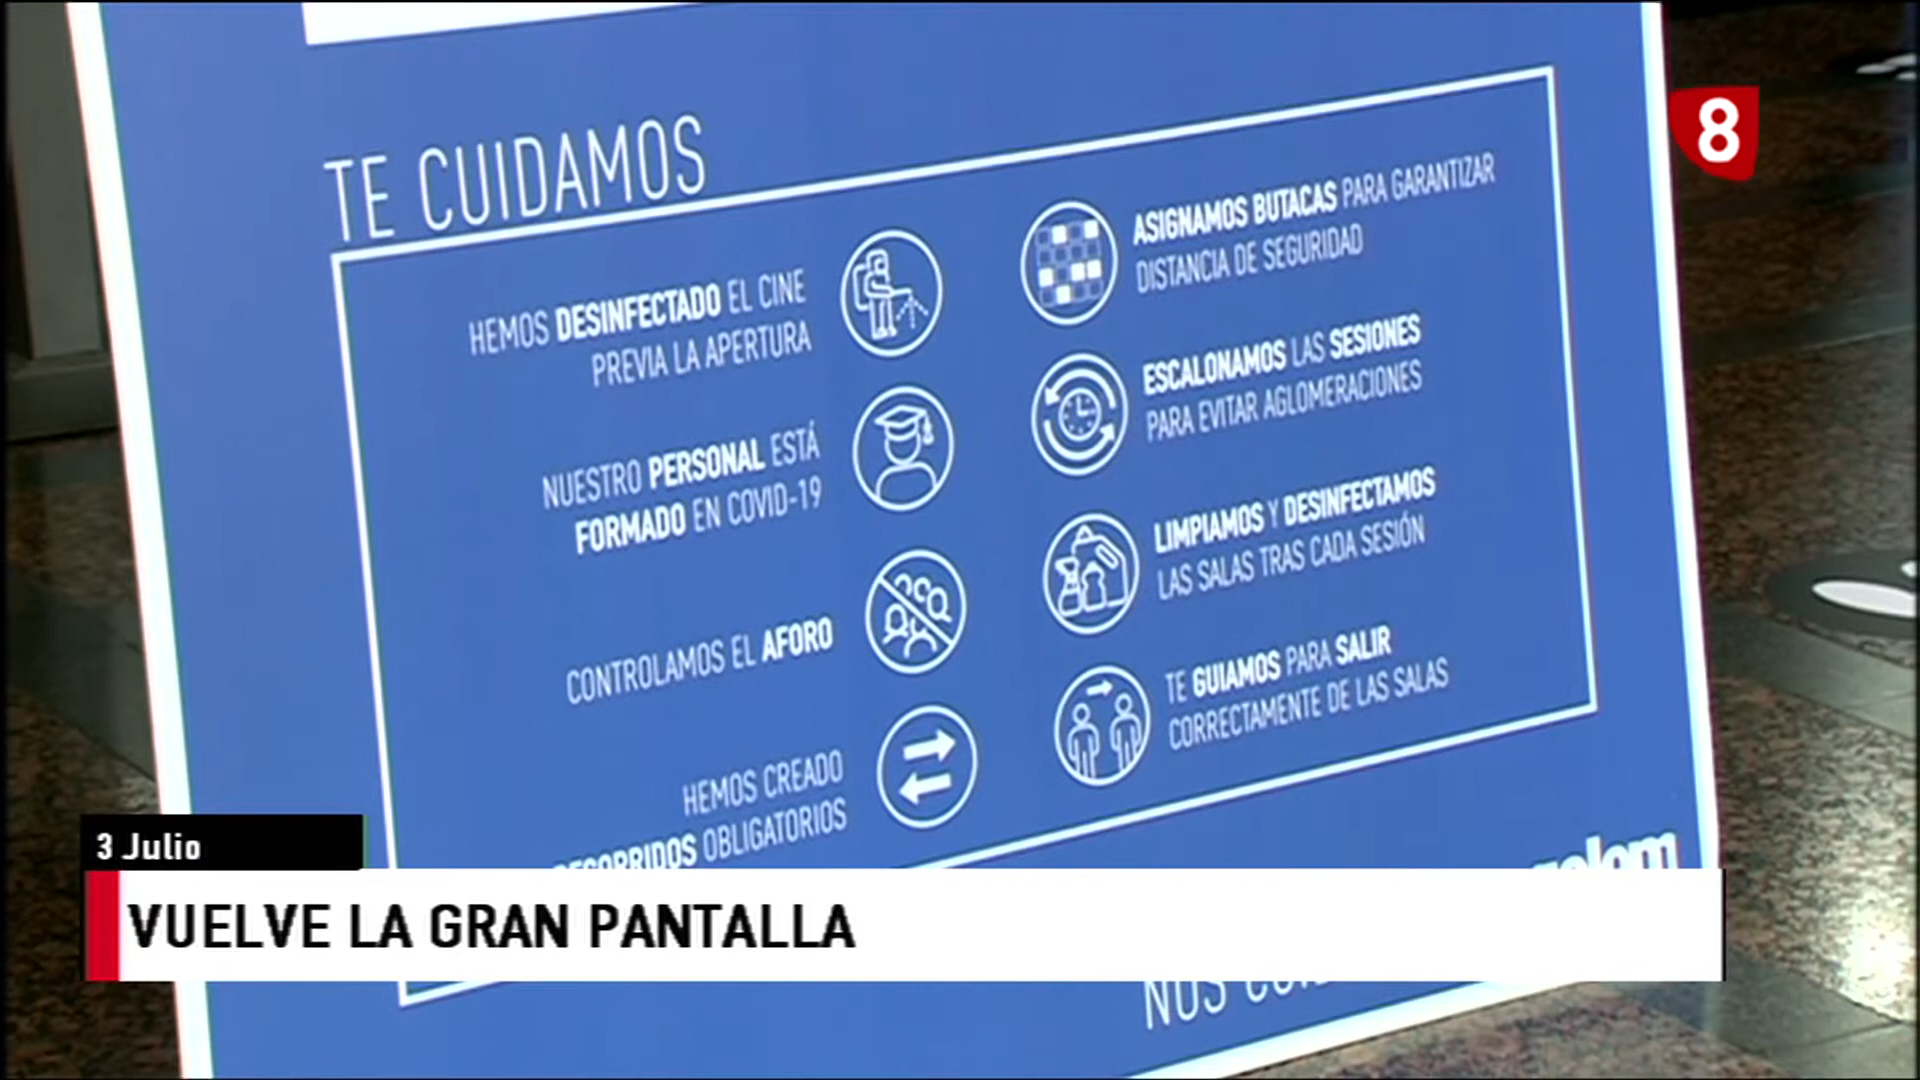 TE CUIDAMOS
HEMOS DESINFECTADO EL CINE
PREVIA LA APERTURA
NUESTRO PERSONAL ESTÁ
FORMADO EN COVID-19
CONTROLAMOS EL AFORO
HEMOS CREADO
RECORRIDOS OBLIGATORIOS
ASIGNAMOS BUTACAS PARA GARANTIZAR
DISTANCIA DE SEGURIDAD
ESCALONAMOS LAS SESIONES
PARA EVITAR AGLOMERACIONES
LIMPIAMOS Y DESINFECTAMOS
LAS SALAS TRAS CADA SESIÓN
TE GUIAMOS PARA SALIR
CORRECTAMENTE DE LAS SALAS
NOS
8
3 Julio
VUELVE LA GRAN PANTALLA